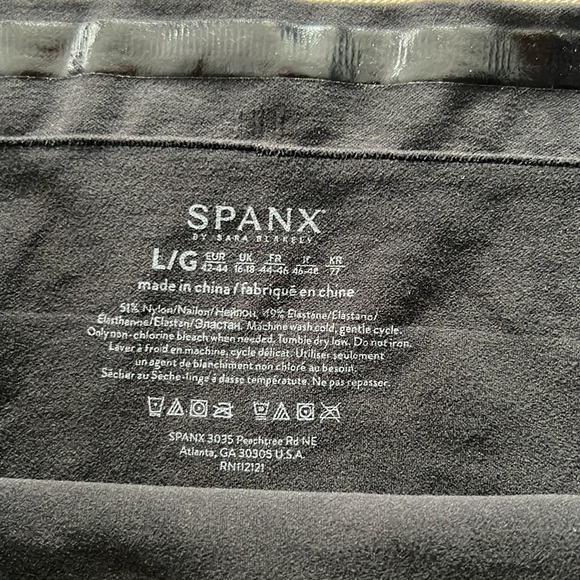 SPANX
BY SARA BLAKELY
L/G EUR 42-44 UK 16-18 FR 44-46 IT 46-48 KR 77
made in china / fabriqué en chine
51% Nylon/Nailon/Нейлон, 49% Elastane/Elastano/
Élasthanne/Elasten/Эластан. Machine wash cold, gentle cycle.
Only non-chlorine bleach when needed. Tumble dry low. Do not iron.
Laver à froid en machine, cycle délicat. Utiliser seulement
un agent de blanchiment non chloré au besoin.
Sécher au Sèche-linge à basse température. Ne pas repasser.
SPANX 3035 Peachtree Rd NE
Atlanta, GA 30305 U.S.A.
RN112121